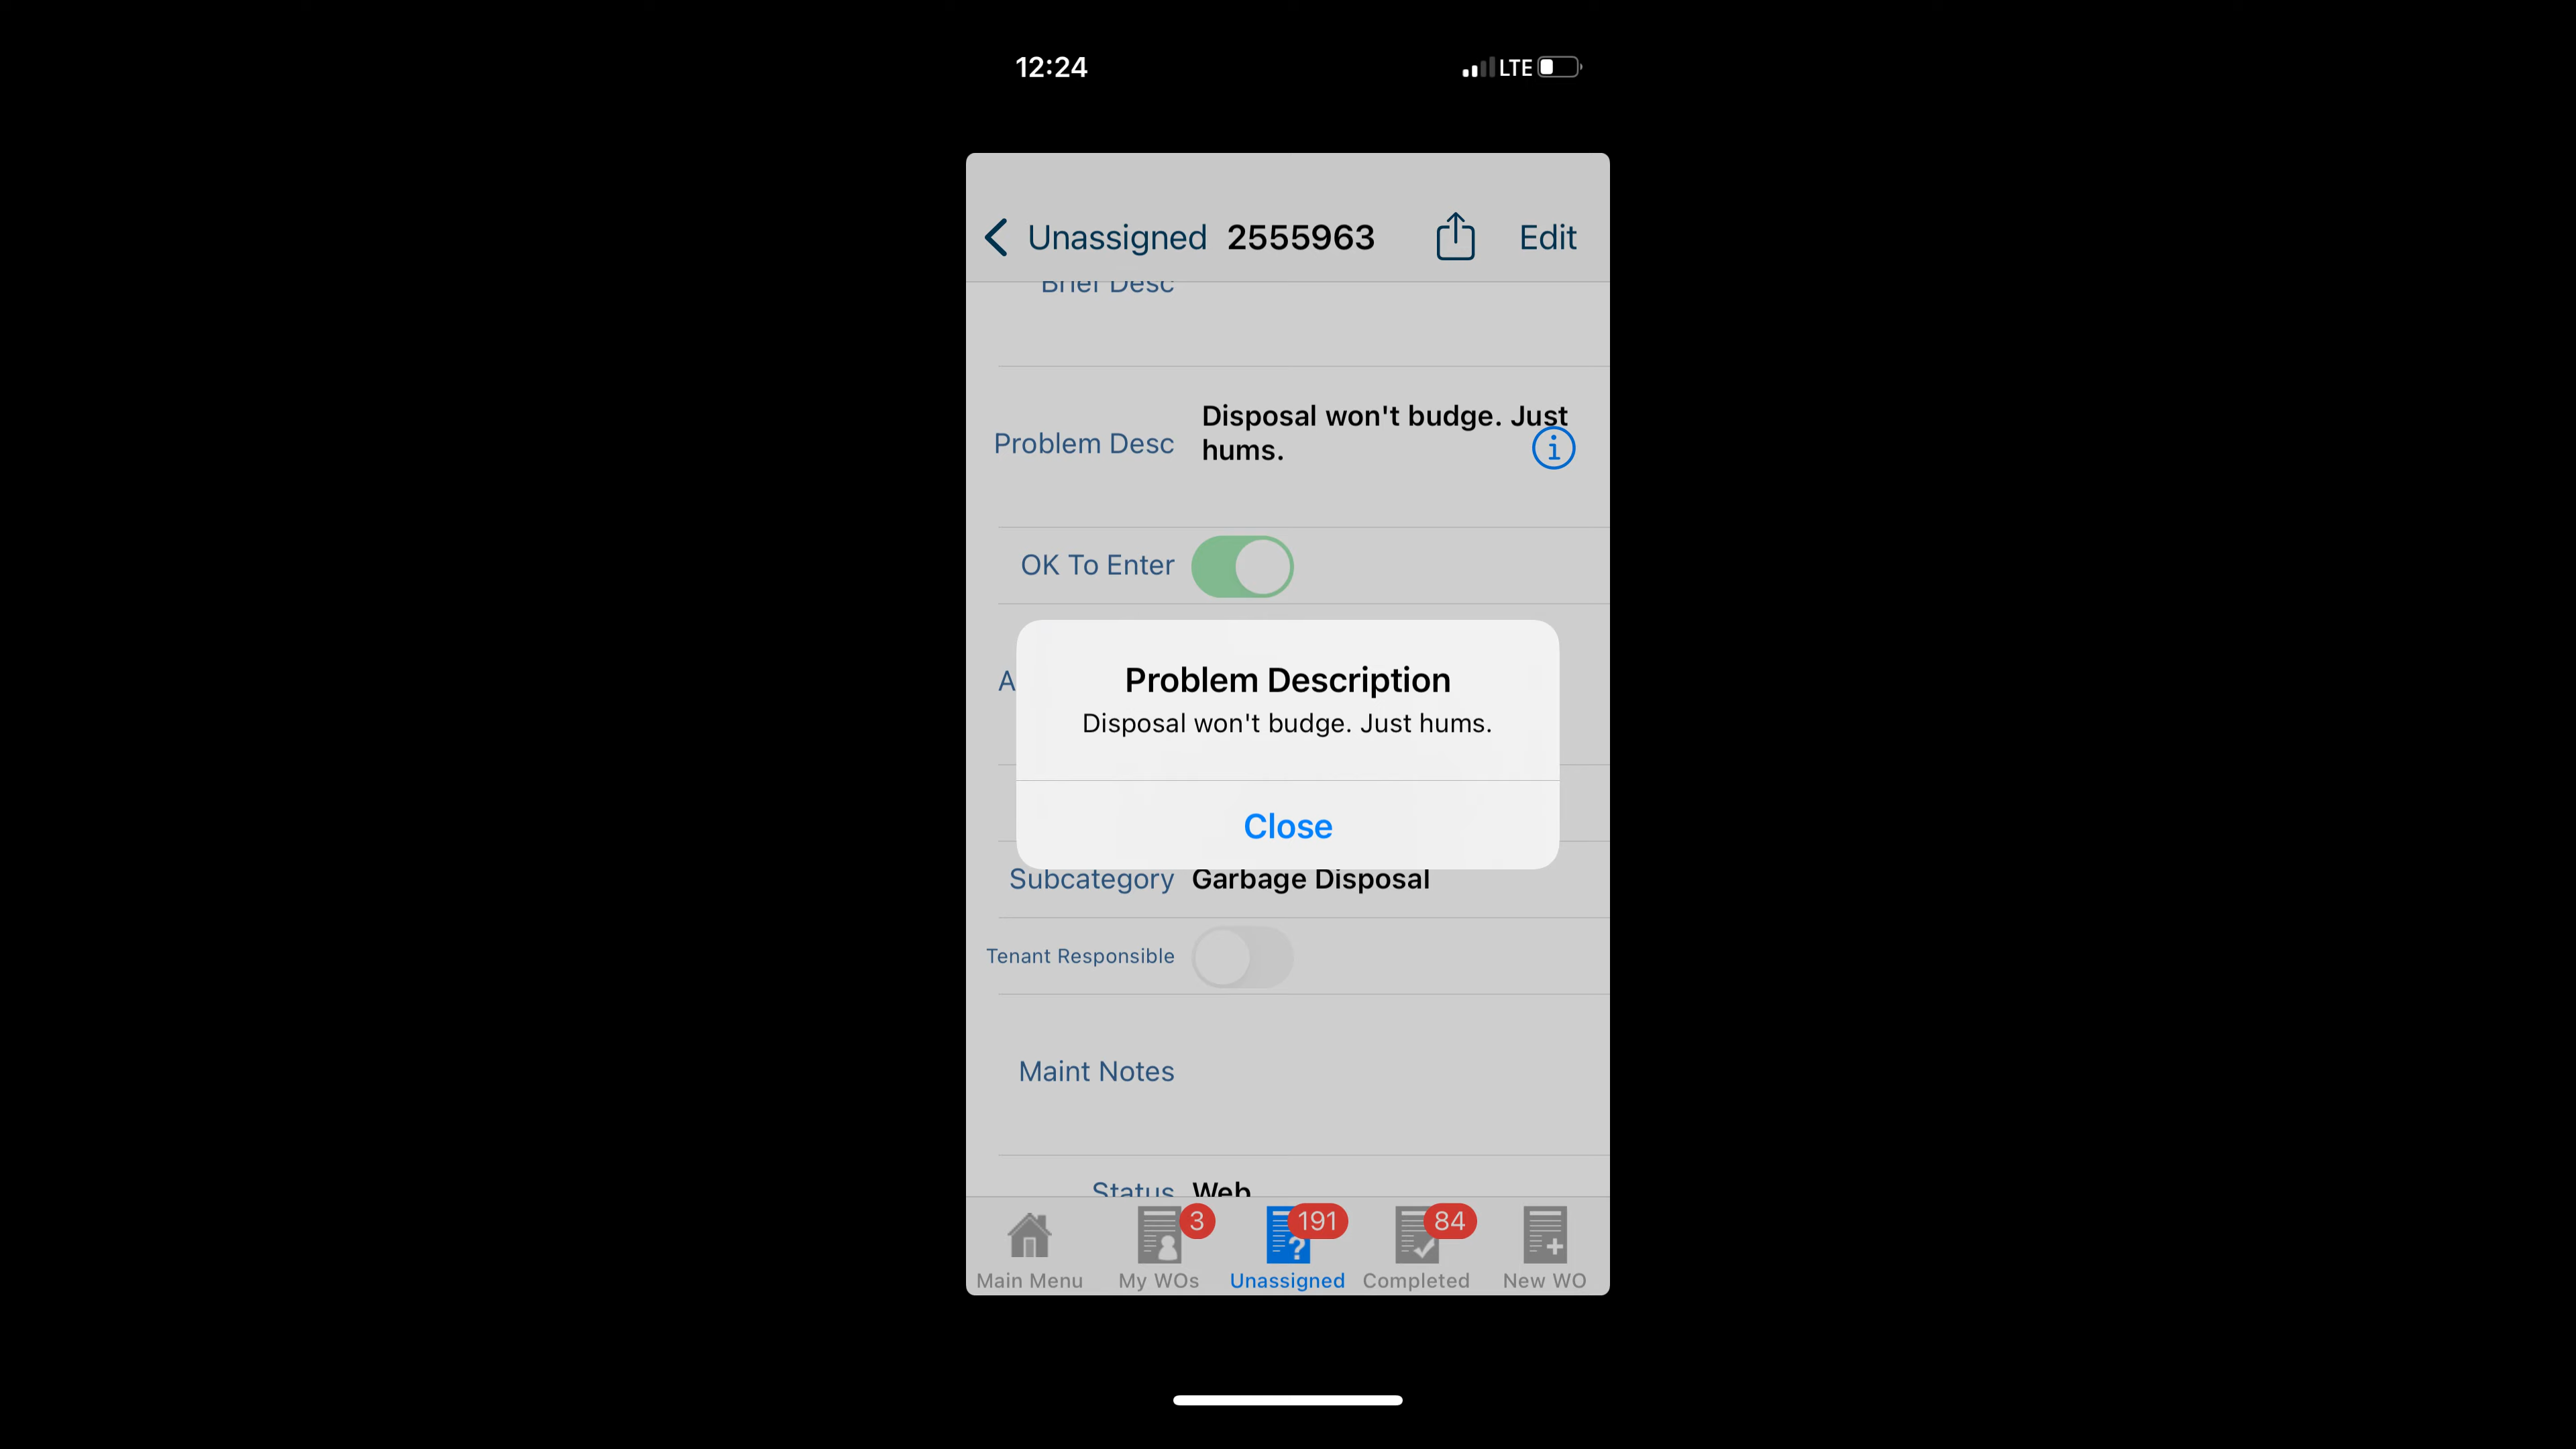 12:24
LTE
Unassigned 2555963 Edit
Brief Desc
Problem Desc
Disposal won't budge. Just
hums.
OK To Enter
A
Problem Description
Disposal won't budge. Just hums.
Close
Subcategory Garbage Disposal
Tenant Responsible
Maint Notes
Status Web
3
191
84
Main Menu
My WOs
Unassigned
Completed
New WO